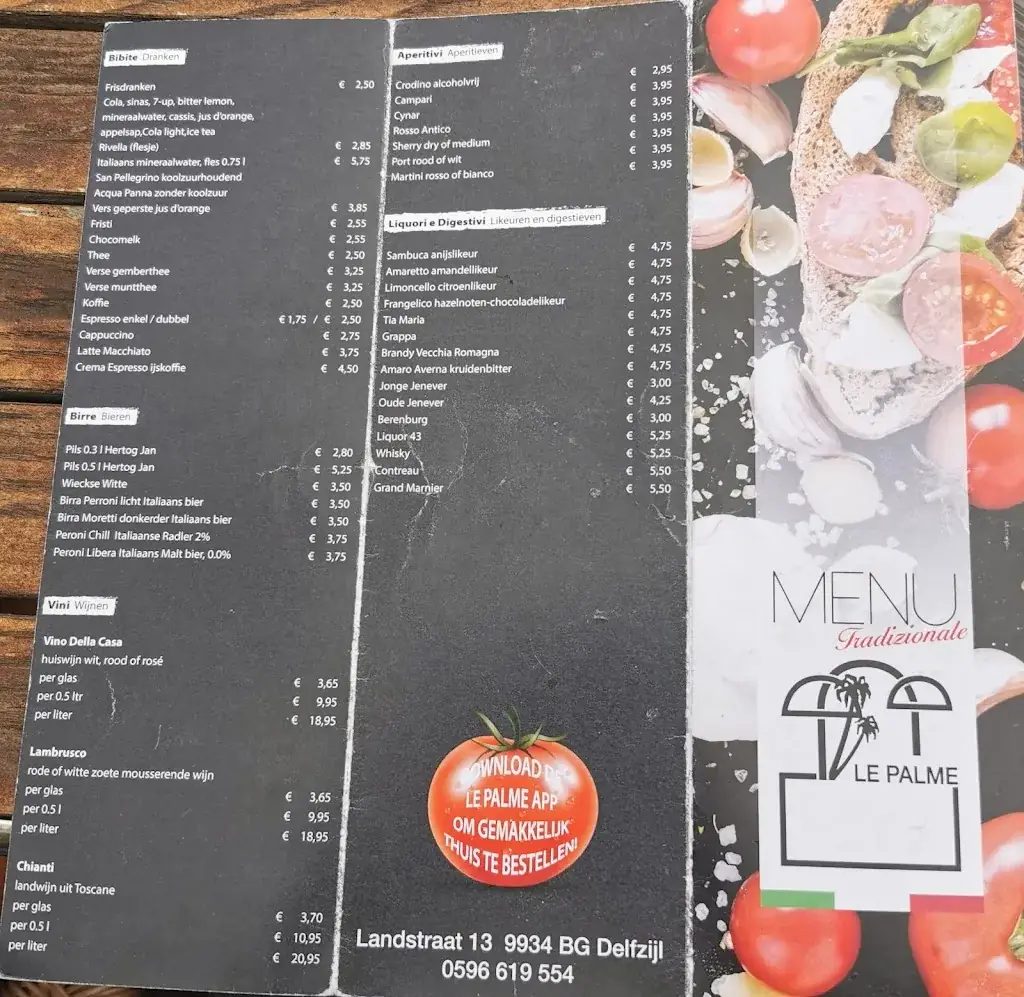 Bibite Dranken
Frisdranken € 2,50
Cola, sinas, 7-up, bitter lemon,
mineraalwater, cassis, jus d'orange,
appelsap,Cola light,ice tea
Rivella (flesje) € 2,85
Italiaans mineraalwater, fles 0.75 l € 5,75
San Pellegrino koolzuurhoudend
Acqua Panna zonder koolzuur
Vers geperste jus d'orange € 3,85
Fristi € 2,55
Chocomelk € 2,55
Thee € 2,50
Verse gemberthee € 3,25
Verse muntthee € 3,25
Koffie € 2,50
Espresso enkel / dubbel € 1,75 / € 2,50
Cappuccino € 2,75
Latte Macchiato € 3,75
Crema Espresso ijskoffie € 4,50
Birre Bieren
Pils 0.3 l Hertog Jan € 2,80
Pils 0.5 l Hertog Jan € 5,25
Wieckse Witte € 3,50
Birra Perroni licht Italiaans bier € 3,50
Birra Moretti donkerder Italiaans bier € 3,50
Peroni Chill Italiaanse Radler 2% € 3,75
Peroni Libera Italiaans Malt bier, 0.0% € 3,75
Vini Wijnen
Vino Della Casa
huiswijn wit, rood of rosé
per glas € 3,65
per 0.5 ltr € 9,95
per liter € 18,95
Lambrusco
rode of witte zoete mousserende wijn
per glas € 3,65
per 0.5 l € 9,95
per liter € 18,95
Chianti
landwijn uit Toscane
per glas € 3,70
per 0.5 l € 10,95
per liter € 20,95
Aperitivi Aperitieven
Crodino alcoholvrij € 2,95
Campari € 3,95
Cynar € 3,95
Rosso Antico € 3,95
Sherry dry of medium € 3,95
Port rood of wit € 3,95
Martini rosso of bianco € 3,95
Liquori e Digestivi Likeuren en digestieven
Sambuca anijslikeur € 4,75
Amaretto amandellikeur € 4,75
Limoncello citroenlikeur € 4,75
Frangelico hazelnoten-chocoladelikeur € 4,75
Tia Maria € 4,75
Grappa € 4,75
Brandy Vecchia Romagna € 4,75
Amaro Averna kruidenbitter € 4,75
Jonge Jenever € 3,00
Oude Jenever € 4,25
Berenburg € 3,00
Liquor 43 € 5,25
Whisky € 5,25
Contreau € 5,50
Grand Marnier € 5,50
DOWNLOAD DE
LE PALME APP
OM GEMAKKELIJK
THUIS TE BESTELLEN!
Landstraat 13 9934 BG Delfzijl
0596 619 554
MENU
Tradizionale
LE PALME